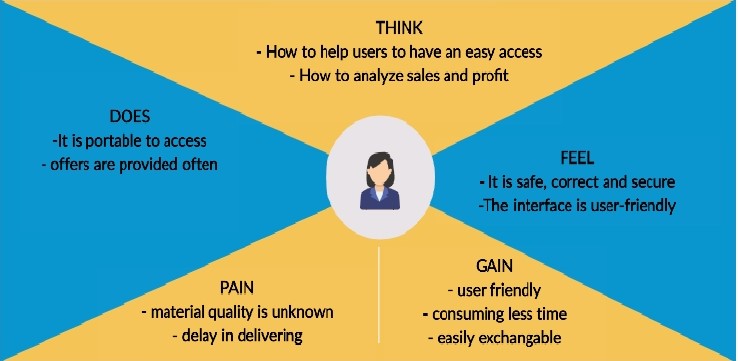 THINK
- How to help users to have an easy access
- How to analyze sales and profit
DOES
-It is portable to access
- offers are provided often
FEEL
- It is safe, correct and secure
-The interface is user-friendly
PAIN
- material quality is unknown
- delay in delivering
GAIN
- user friendly
- consuming less time
- easily exchangable